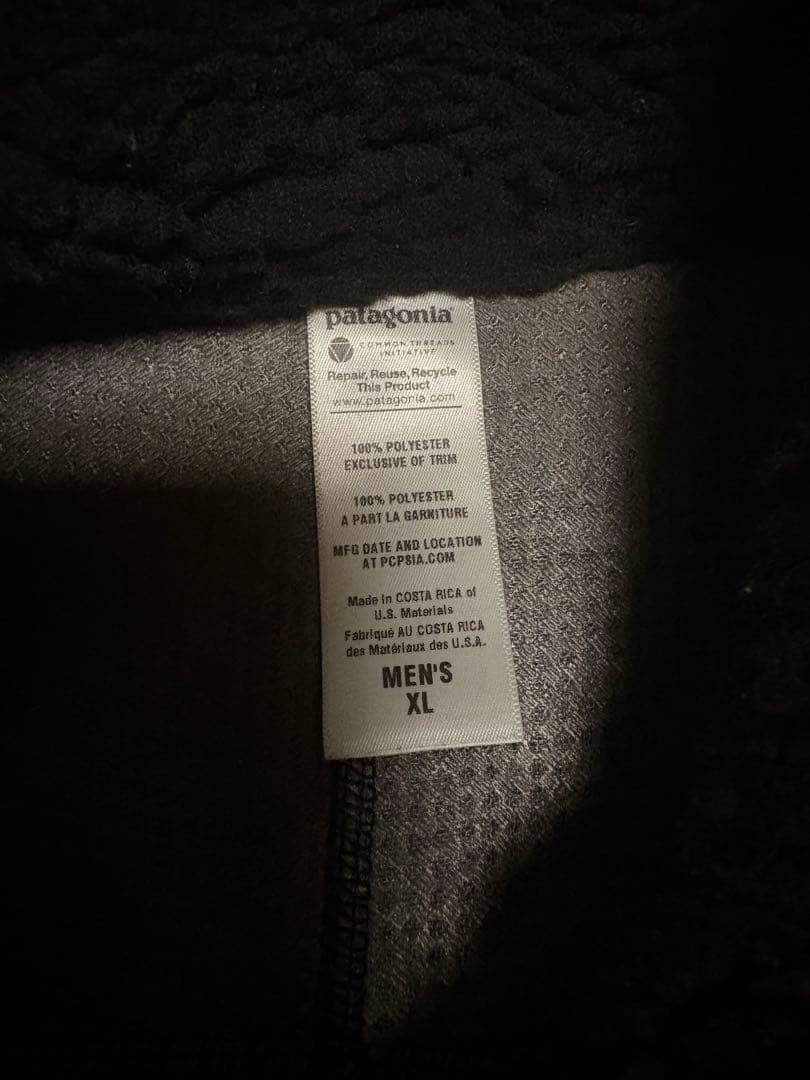 patagonia
COMMON THREADS
INITIATIVE
Repair, Reuse, Recycle
This Product
www.patagonia.com
100% POLYESTER
EXCLUSIVE OF TRIM
100% POLYESTER
A PART LA GARNITURE
MFG DATE AND LOCATION
AT PCPSIA.COM
Made in COSTA RICA of
U.S. Materials
Fabriqué AU COSTA RICA
des Matériaux des U.S.A.
MEN'S
XL